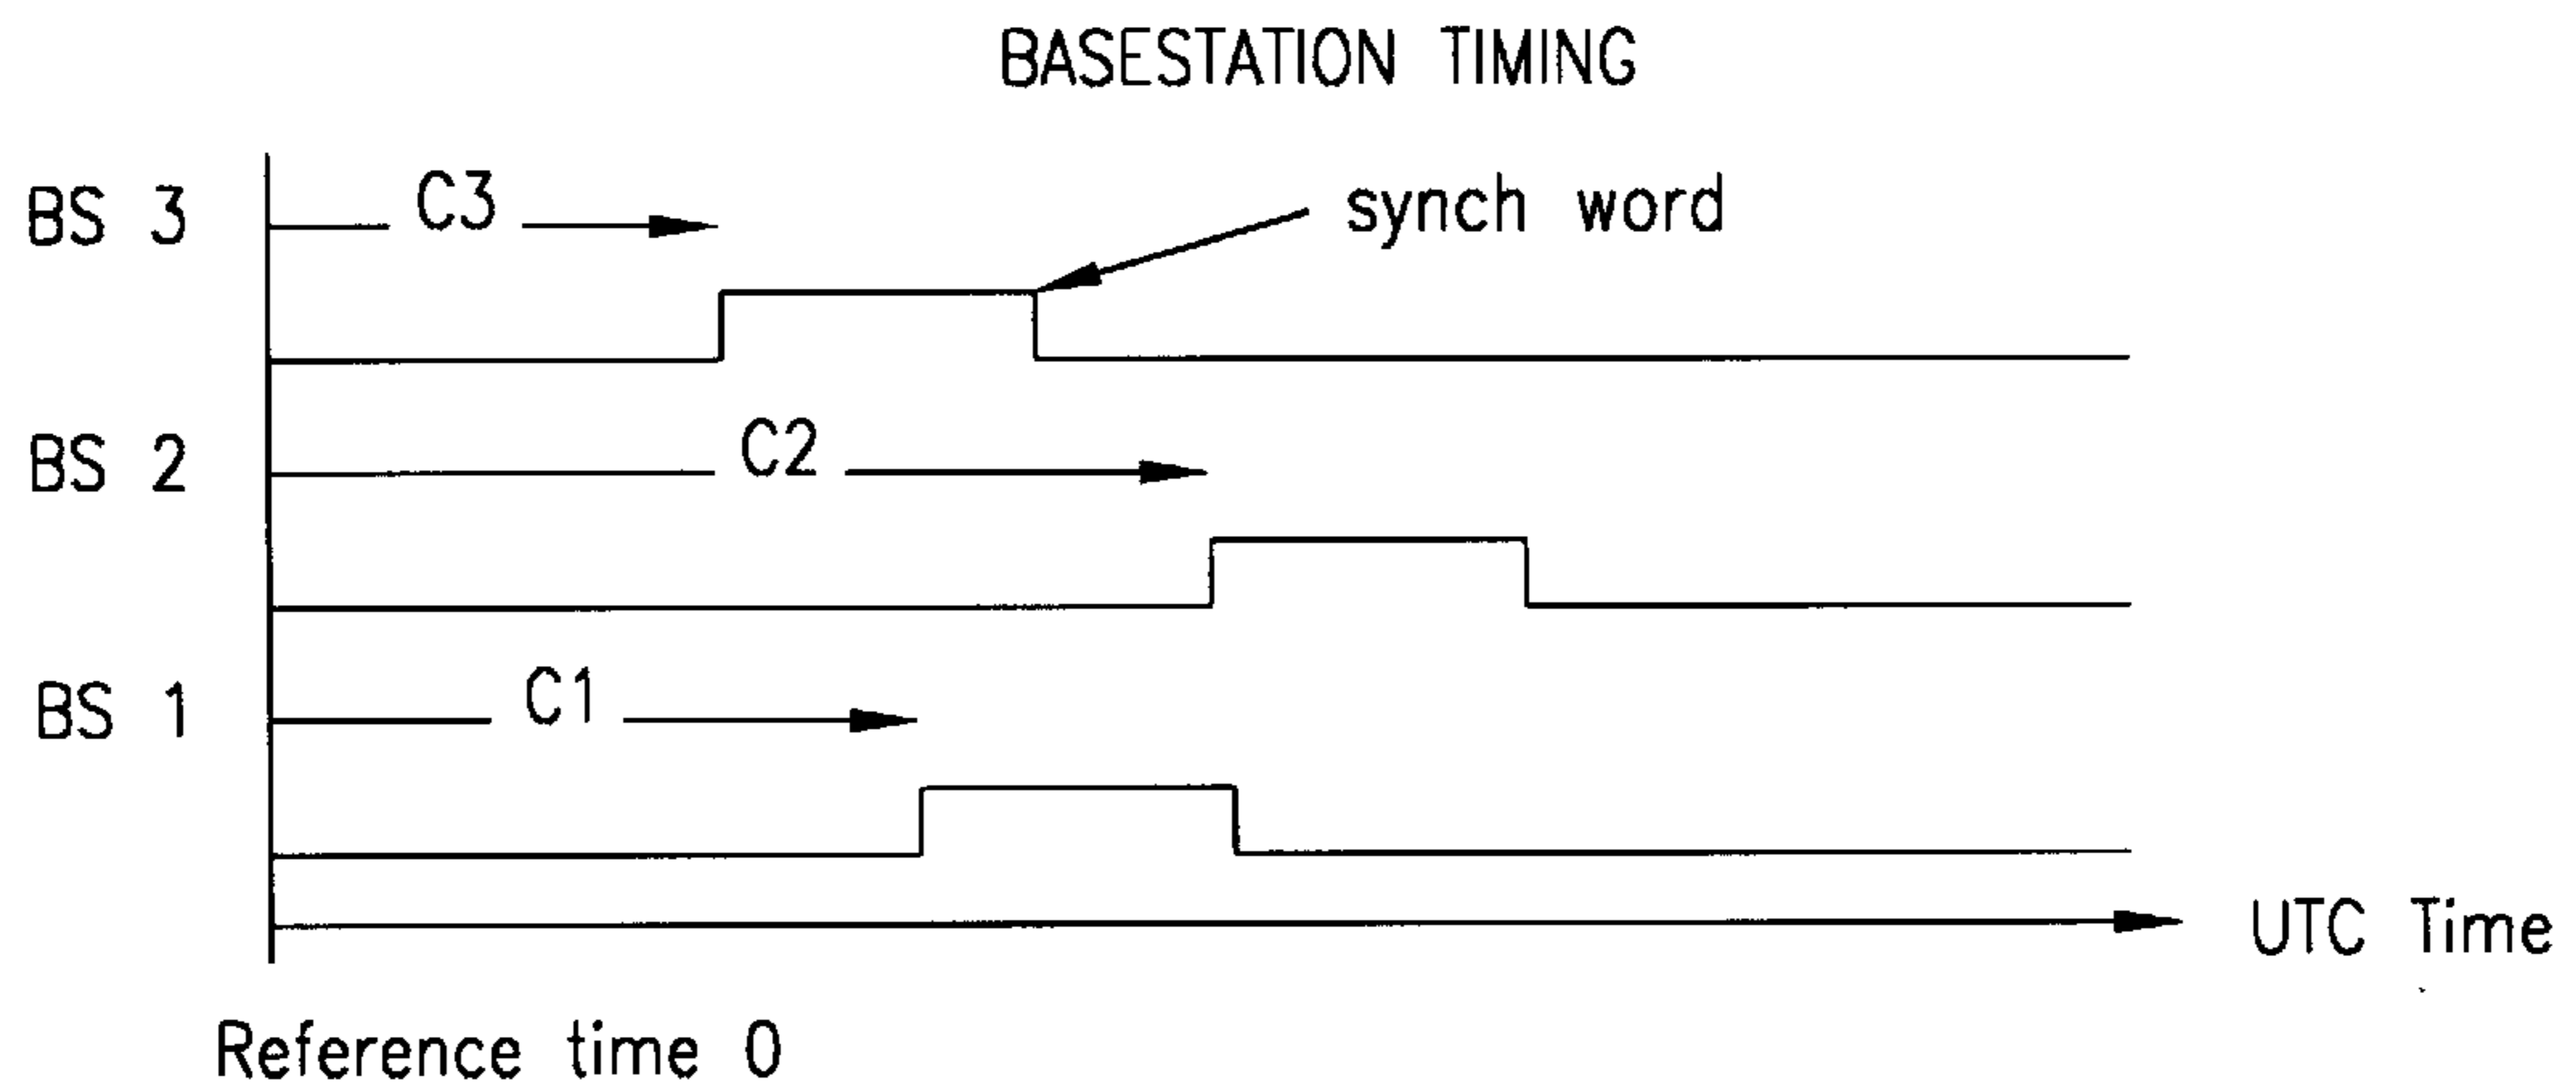 BASESTATION TIMING
BS 3
C3
synch word
BS 2
C2
BS 1
C1
UTC Time
Reference time 0